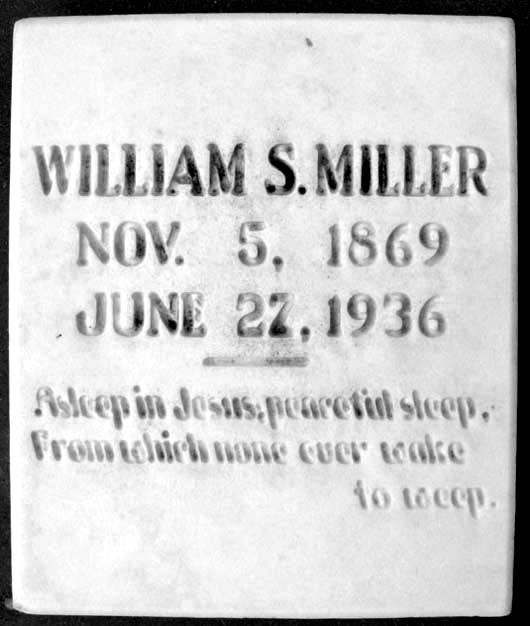 WILLIAM S. MILLER
NOV. 5, 1869
JUNE 27, 1936
Asleep in Jesus; peaceful sleep,
From which none ever wake
to weep.